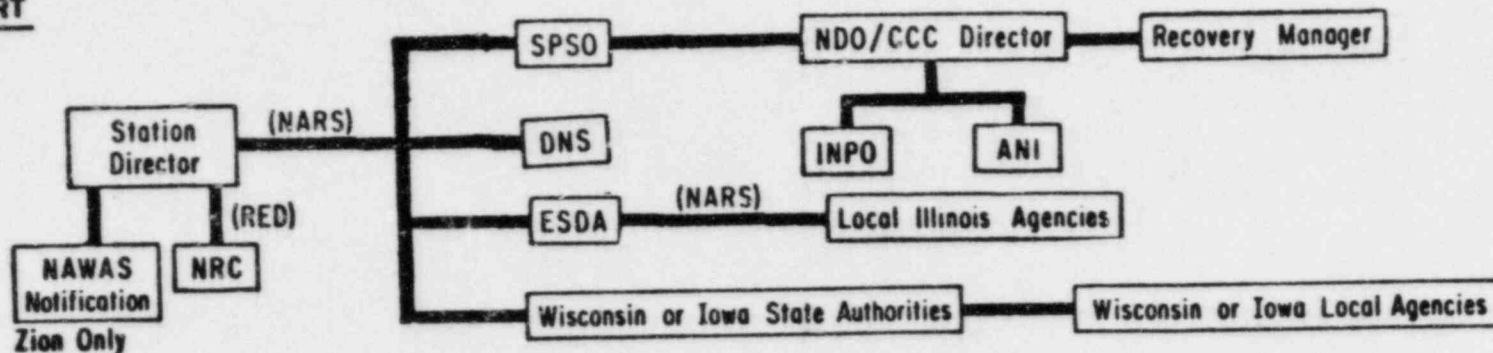 RT
SPSO
NDO/CCC Director
Recovery Manager
Station
Director
(NARS)
DNS
INPO
ANI
(RED)
ESDA
(NARS)
Local Illinois Agencies
NAWAS
Notification
NRC
Zion Only
Wisconsin or Iowa State Authorities
Wisconsin or Iowa Local Agencies